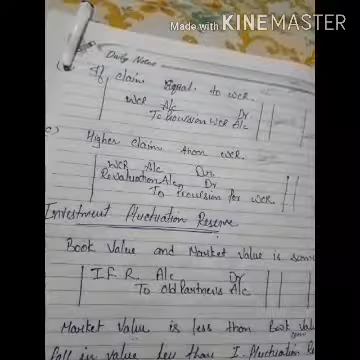 Made with KINEMASTER
Daily Notes
If claim equal to WCR.
WCR A/c Dr
To Provision WCR A/c
c) Higher claim than WCR.
WCR A/c Dr
Revaluation A/c Dr
To Provision for WCR
Investment Fluctuation Reserve
Book Value and Market Value is same
I F R A/c Dr
To Old Partners A/c
Market Value is less than Book Value
Fall in value less than I. Fluctuation R